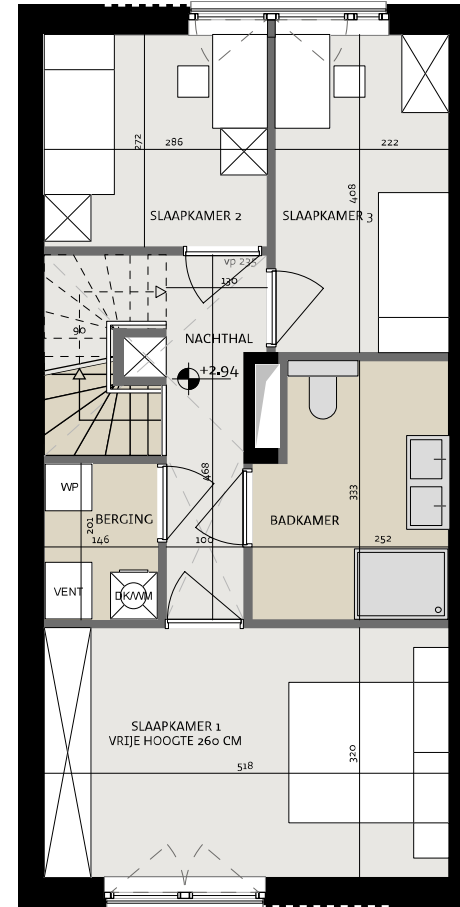 272
286
222
408
SLAAPKAMER 2
SLAAPKAMER 3
vp 235
130
90
NACHTHAL
+2.94
468
WP
BERGING
201
146
100
BADKAMER
333
252
VENT
DK/WM
SLAAPKAMER 1
VRIJE HOOGTE 260 CM
518
320